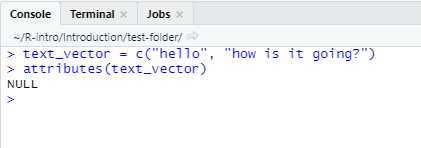 Console Terminal × Jobs ×
~/R-intro/Introduction/test-folder/
> text_vector = c("hello", "how is it going?")
> attributes(text_vector)
NULL
>